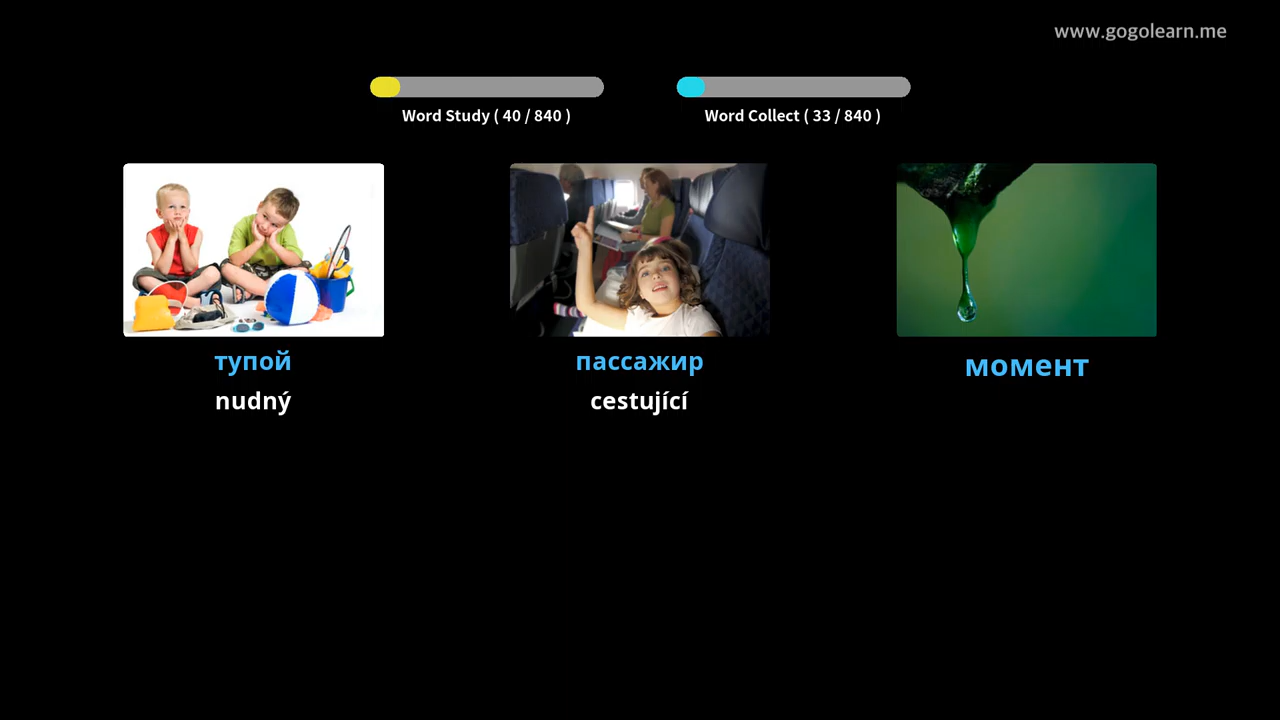 www.gogolearn.me
Word Study ( 40 / 840 )
Word Collect ( 33 / 840 )
тупой
nudný
пассажир
cestující
момент